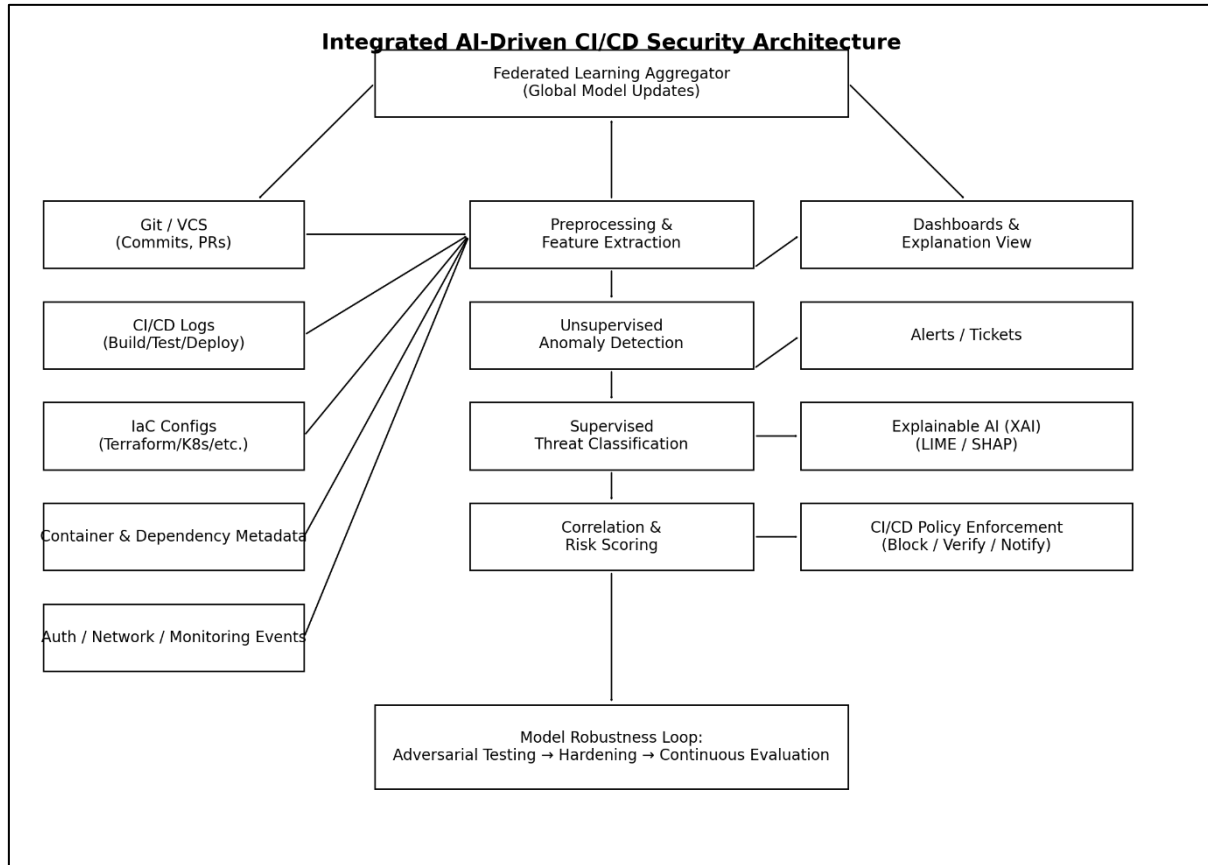 Integrated AI-Driven CI/CD Security Architecture
Federated Learning Aggregator
(Global Model Updates)
Git / VCS
(Commits, PRs)
Preprocessing &
Feature Extraction
Dashboards &
Explanation View
CI/CD Logs
(Build/Test/Deploy)
Unsupervised
Anomaly Detection
Alerts / Tickets
IaC Configs
(Terraform/K8s/etc.)
Supervised
Threat Classification
Explainable AI (XAI)
(LIME / SHAP)
Container & Dependency Metadata
Correlation &
Risk Scoring
CI/CD Policy Enforcement
(Block / Verify / Notify)
Auth / Network / Monitoring Events
Model Robustness Loop:
Adversarial Testing → Hardening → Continuous Evaluation